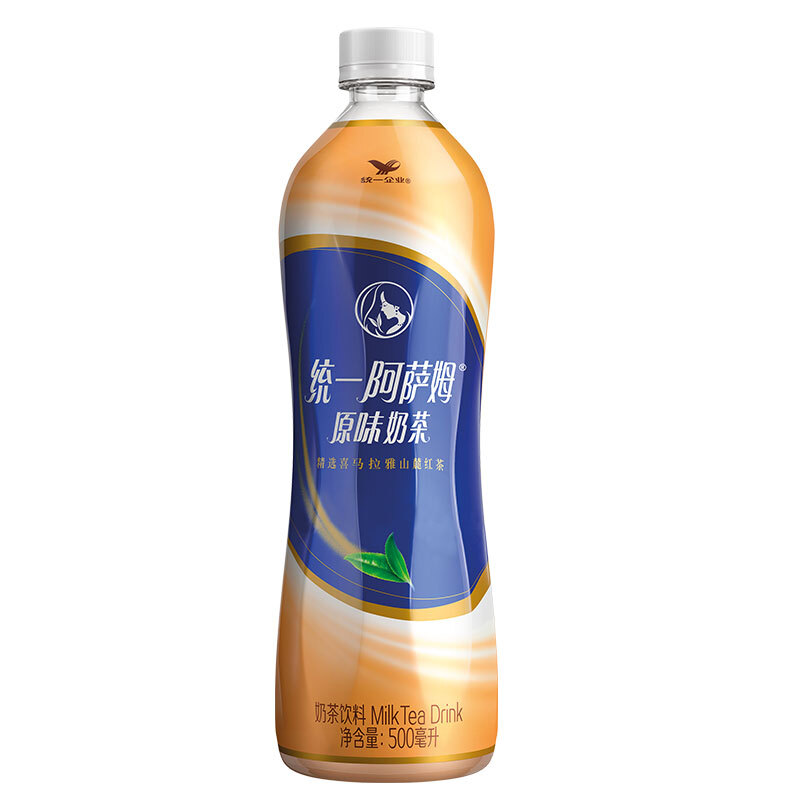 统一企业®
统一阿萨姆®
原味奶茶
精选喜马拉雅山麓红茶
奶茶饮料 Milk Tea Drink
净含量：500毫升